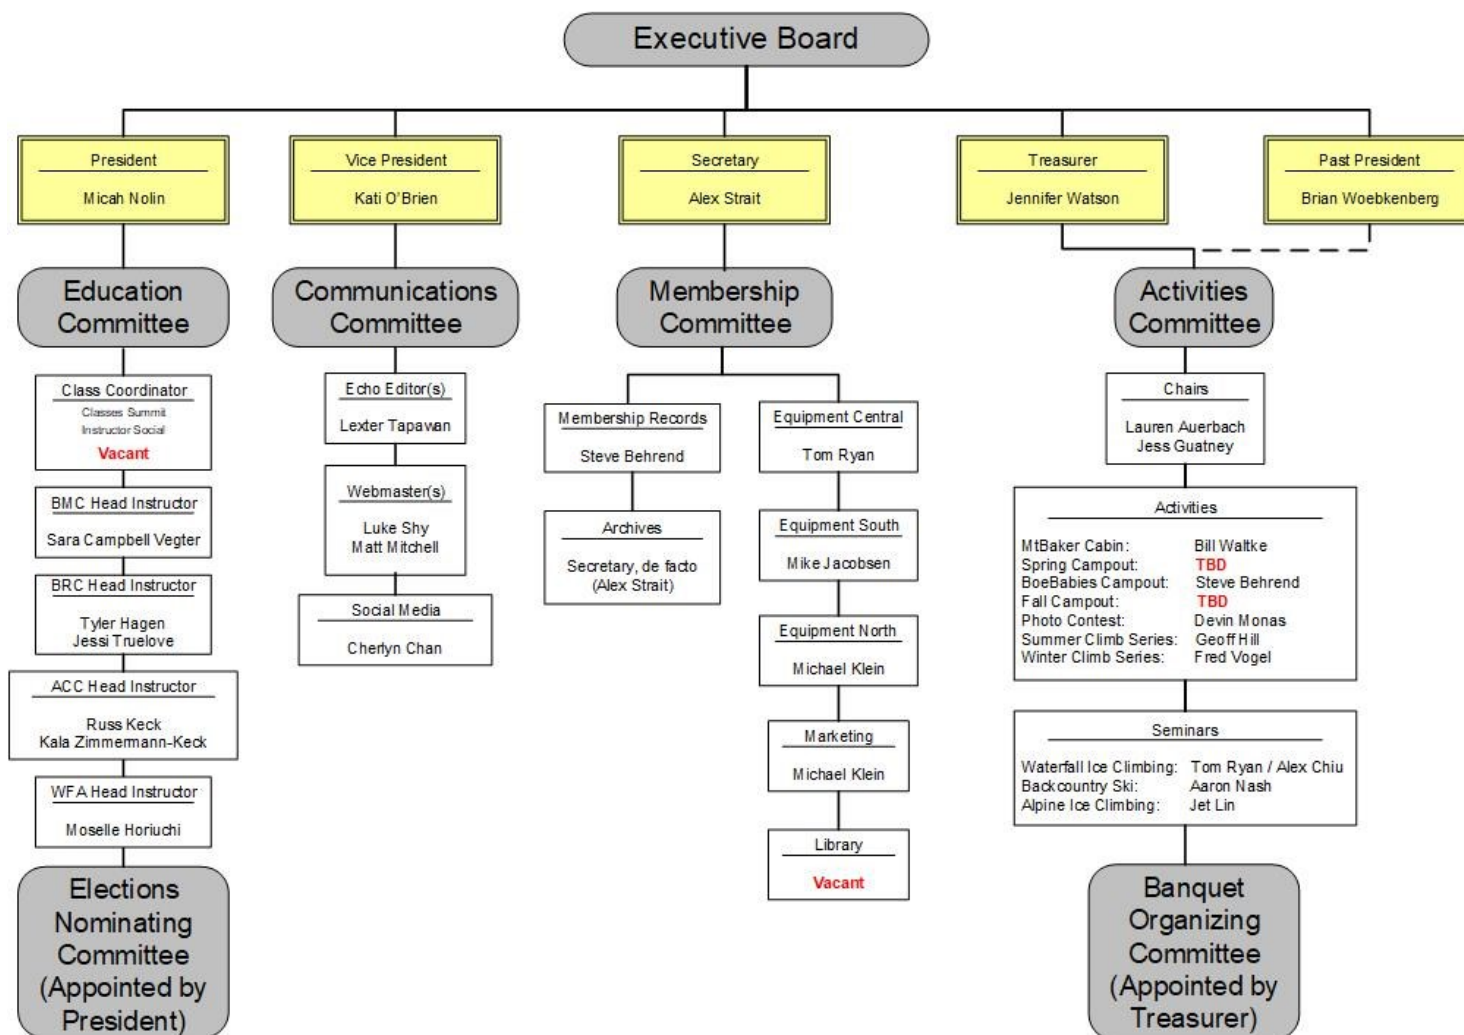 Executive Board
President
Micah Nolin
Vice President
Kati O'Brien
Secretary
Alex Strait
Treasurer
Jennifer Watson
Past President
Brian Woebkenberg
Education
Committee
Class Coordinator
Classes Summit
Instructor Social
Vacant
BMC Head Instructor
Sara Campbell Vegter
BRC Head Instructor
Tyler Hagen
Jessi Truelove
ACC Head Instructor
Russ Keck
Kala Zimmermann-Keck
WFA Head Instructor
Moselle Horiuchi
Elections
Nominating
Committee
(Appointed by
President)
Communications
Committee
Echo Editor(s)
Lexter Tapawan
Webmaster(s)
Luke Shy
Matt Mitchell
Social Media
Cherlyn Chan
Membership
Committee
Membership Records
Steve Behrend
Archives
Secretary, de facto
(Alex Strait)
Equipment Central
Tom Ryan
Equipment South
Mike Jacobsen
Equipment North
Michael Klein
Marketing
Michael Klein
Library
Vacant
Activities
Committee
Chairs
Lauren Auerbach
Jess Guatney
Activities
MtBaker Cabin: Bill Waltke
Spring Campout: TBD
BoeBabies Campout: Steve Behrend
Fall Campout: TBD
Photo Contest: Devin Monas
Summer Climb Series: Geoff Hill
Winter Climb Series: Fred Vogel
Seminars
Waterfall Ice Climbing: Tom Ryan / Alex Chiu
Backcountry Ski: Aaron Nash
Alpine Ice Climbing: Jet Lin
Banquet
Organizing
Committee
(Appointed by
Treasurer)